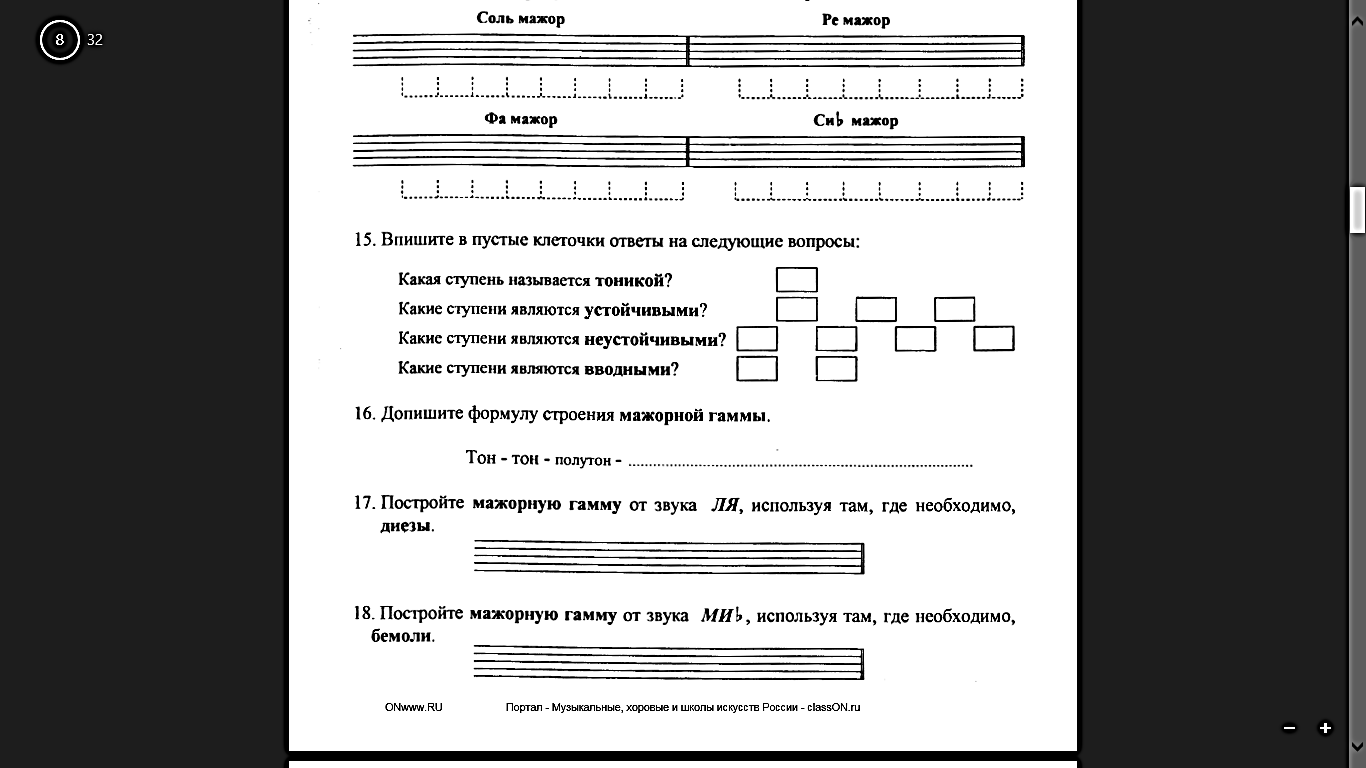 8 32
Соль мажор Ре мажор
Фа мажор Си♭ мажор
15. Впишите в пустые клеточки ответы на следующие вопросы:
Какая ступень называется тоникой?
Какие ступени являются устойчивыми?
Какие ступени являются неустойчивыми?
Какие ступени являются вводными?
16. Допишите формулу строения мажорной гаммы.
Тон - тон - полутон - ........................................
17. Постройте мажорную гамму от звука ЛЯ, используя там, где необходимо,
диезы.
18. Постройте мажорную гамму от звука МИ♭, используя там, где необходимо,
бемоли.
ONwww.RU Портал - Музыкальные, хоровые и школы искусств России - classON.ru